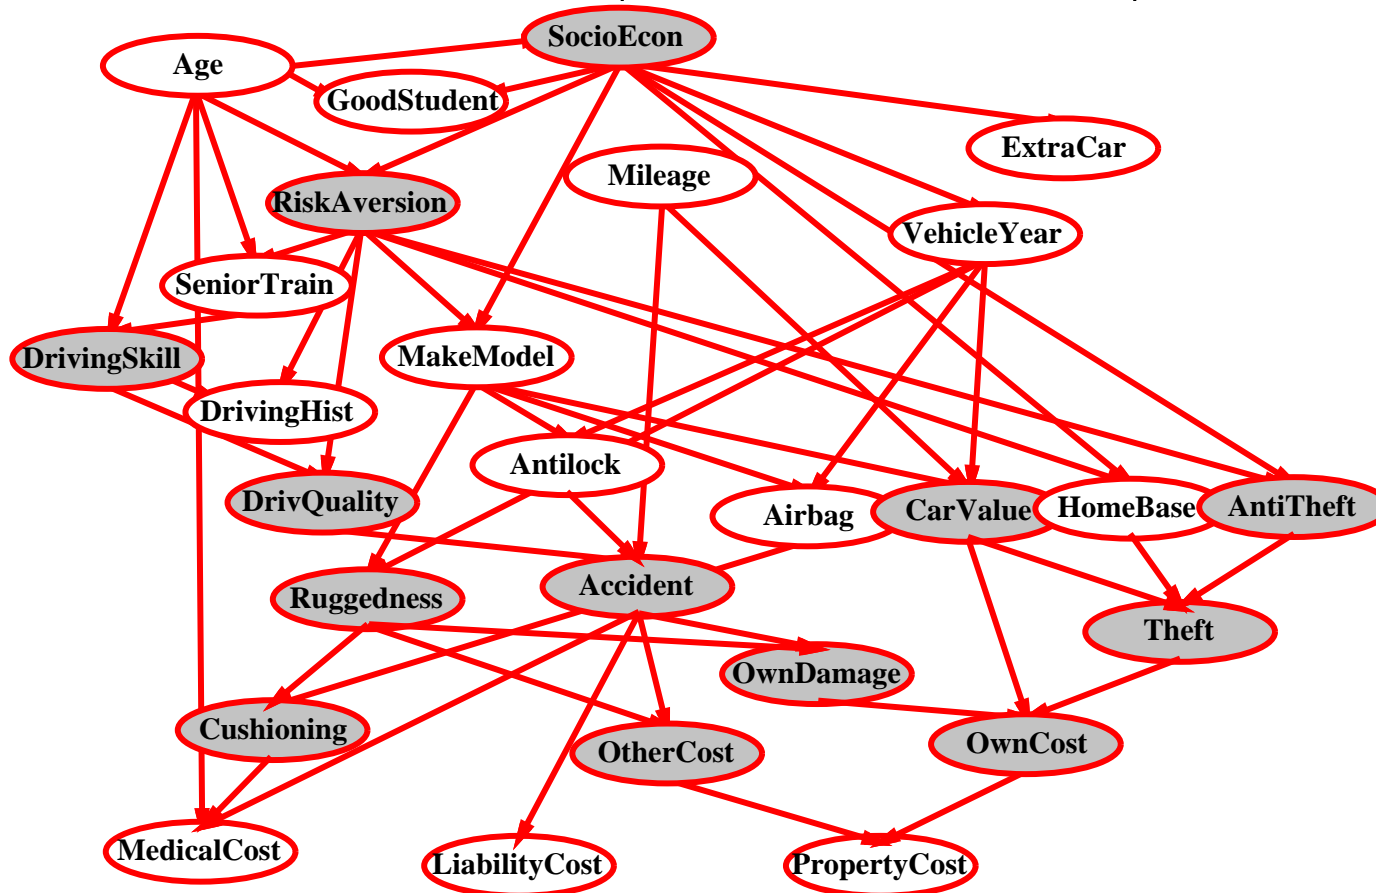 SocioEcon
Age
GoodStudent
ExtraCar
Mileage
RiskAversion
VehicleYear
SeniorTrain
DrivingSkill
MakeModel
DrivingHist
Antilock
DrivQuality
Airbag
CarValue
HomeBase
AntiTheft
Ruggedness
Accident
Theft
OwnDamage
Cushioning
OtherCost
OwnCost
MedicalCost
LiabilityCost
PropertyCost